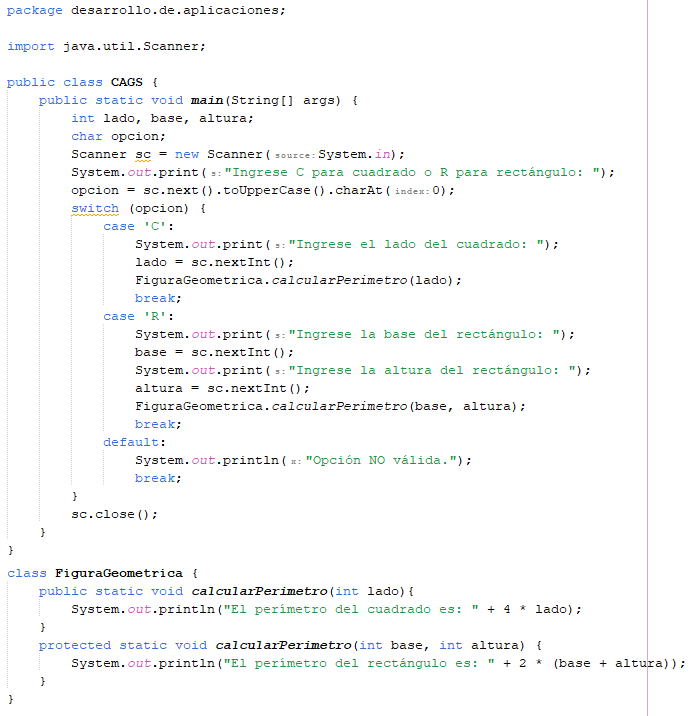 package desarrollo.de.aplicaciones;
import java.util.Scanner;
public class CAGS {
    public static void main(String[] args) {
        int lado, base, altura;
        char opcion;
        Scanner sc = new Scanner(source:System.in);
        System.out.print(s:"Ingrese C para cuadrado o R para rectángulo: ");
        opcion = sc.next().toUpperCase().charAt(index:0);
        switch (opcion) {
            case 'C':
                System.out.print(s:"Ingrese el lado del cuadrado: ");
                lado = sc.nextInt();
                FiguraGeometrica.calcularPerimetro(lado);
                break;
            case 'R':
                System.out.print(s:"Ingrese la base del rectángulo: ");
                base = sc.nextInt();
                System.out.print(s:"Ingrese la altura del rectángulo: ");
                altura = sc.nextInt();
                FiguraGeometrica.calcularPerimetro(base, altura);
                break;
            default:
                System.out.println(x:"Opción NO válida.");
                break;
        }
        sc.close();
    }
}
class FiguraGeometrica {
    public static void calcularPerimetro(int lado){
        System.out.println("El perímetro del cuadrado es: " + 4 * lado);
    }
    protected static void calcularPerimetro(int base, int altura) {
        System.out.println("El perímetro del rectángulo es: " + 2 * (base + altura));
    }
}